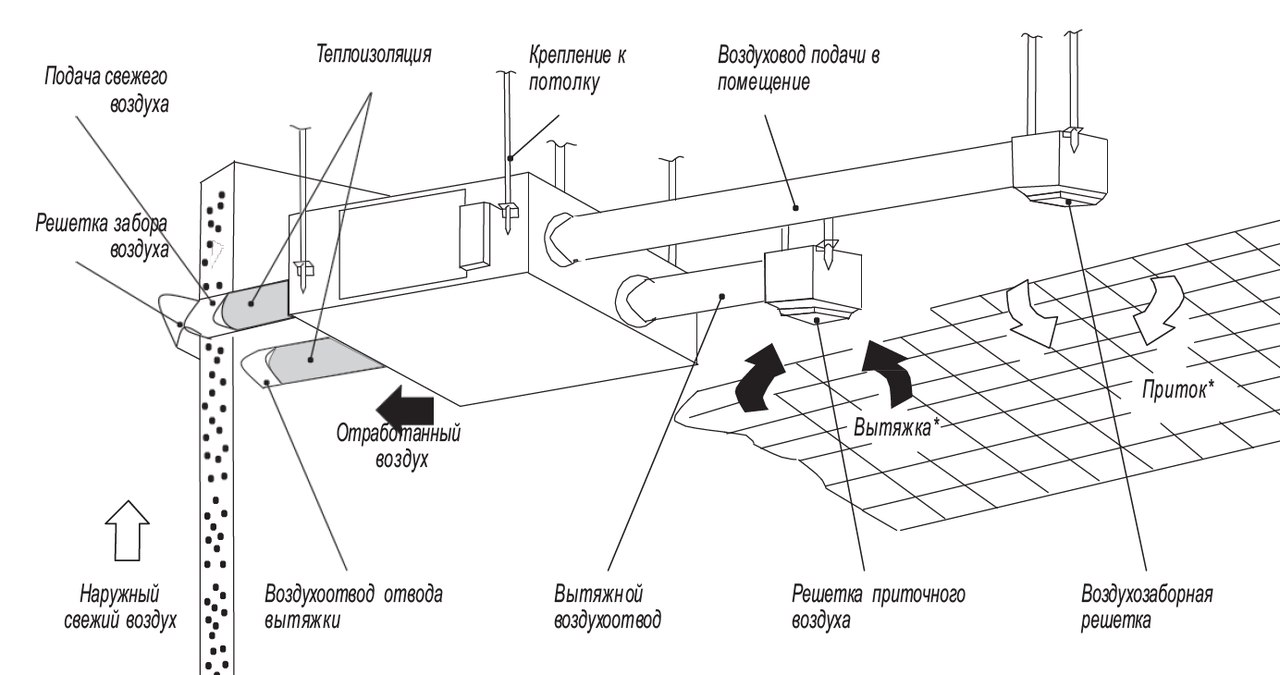 Теплоизоляция
Крепление к
потолку
Воздуховод подачи в
помещение
Подача свежего
воздуха
Решетка забора
воздуха
Приток*
Вытяжка*
Отработанный
воздух
Наружный
свежий воздух
Воздухоотвод отвода
вытяжки
Вытяжной
воздухоотвод
Решетка приточного
воздуха
Воздухозаборная
решетка